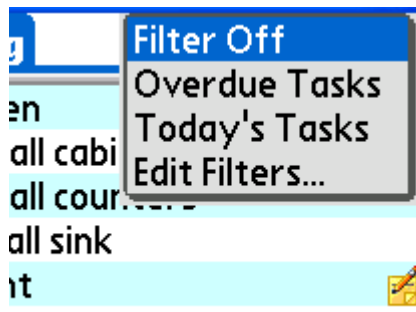 g
Filter Off
Overdue Tasks
Today's Tasks
Edit Filters...
en
all cabi
all counters
all sink
nt